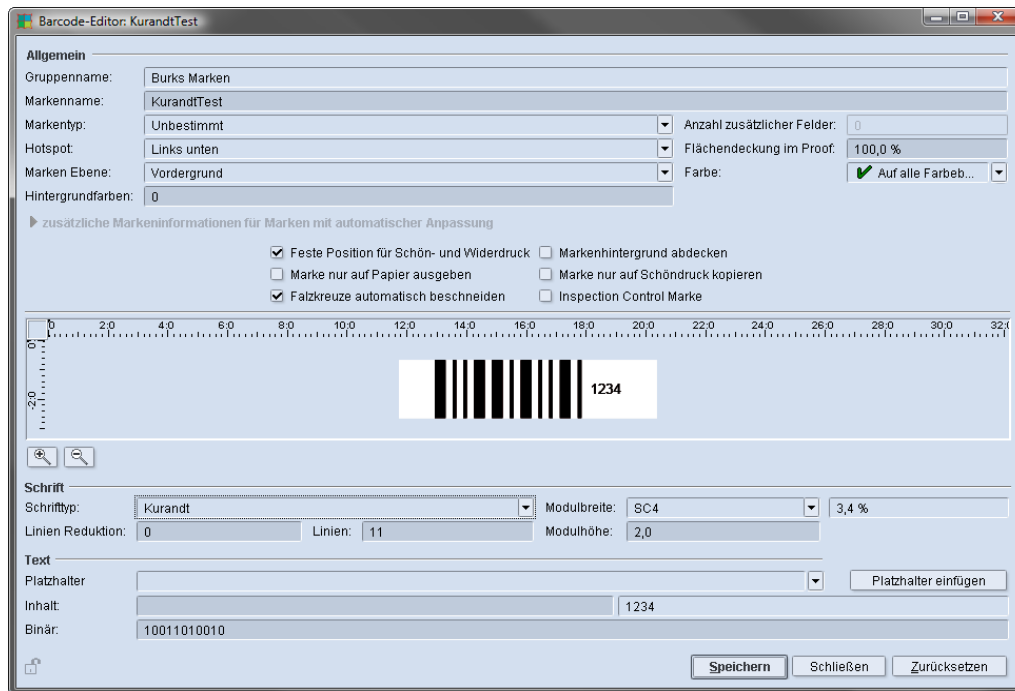 Barcode-Editor: KurandtTest
Allgemein
Gruppenname: Burks Marken
Markenname: KurandtTest
Markentyp: Unbestimmt Anzahl zusätzlicher Felder: 0
Hotspot: Links unten Flächendeckung im Proof: 100,0 %
Marken Ebene: Vordergrund Farbe: Auf alle Farbeb...
Hintergrundfarben: 0
zusätzliche Markeninformationen für Marken mit automatischer Anpassung
Feste Position für Schön- und Widerdruck Markenhintergrund abdecken
Marke nur auf Papier ausgeben Marke nur auf Schöndruck kopieren
Falzkreuze automatisch beschneiden Inspection Control Marke
0 2:0 4:0 6:0 8:0 10:0 12:0 14:0 16:0 18:0 20:0 22:0 24:0 26:0 28:0 30:0 32:0
0
-2:0
1234
Schrift
Schrifttyp: Kurandt Modulbreite: SC4 3,4 %
Linien Reduktion: 0 Linien: 11 Modulhöhe: 2,0
Text
Platzhalter Platzhalter einfügen
Inhalt: 1234
Binär: 10011010010
Speichern Schließen Zurücksetzen